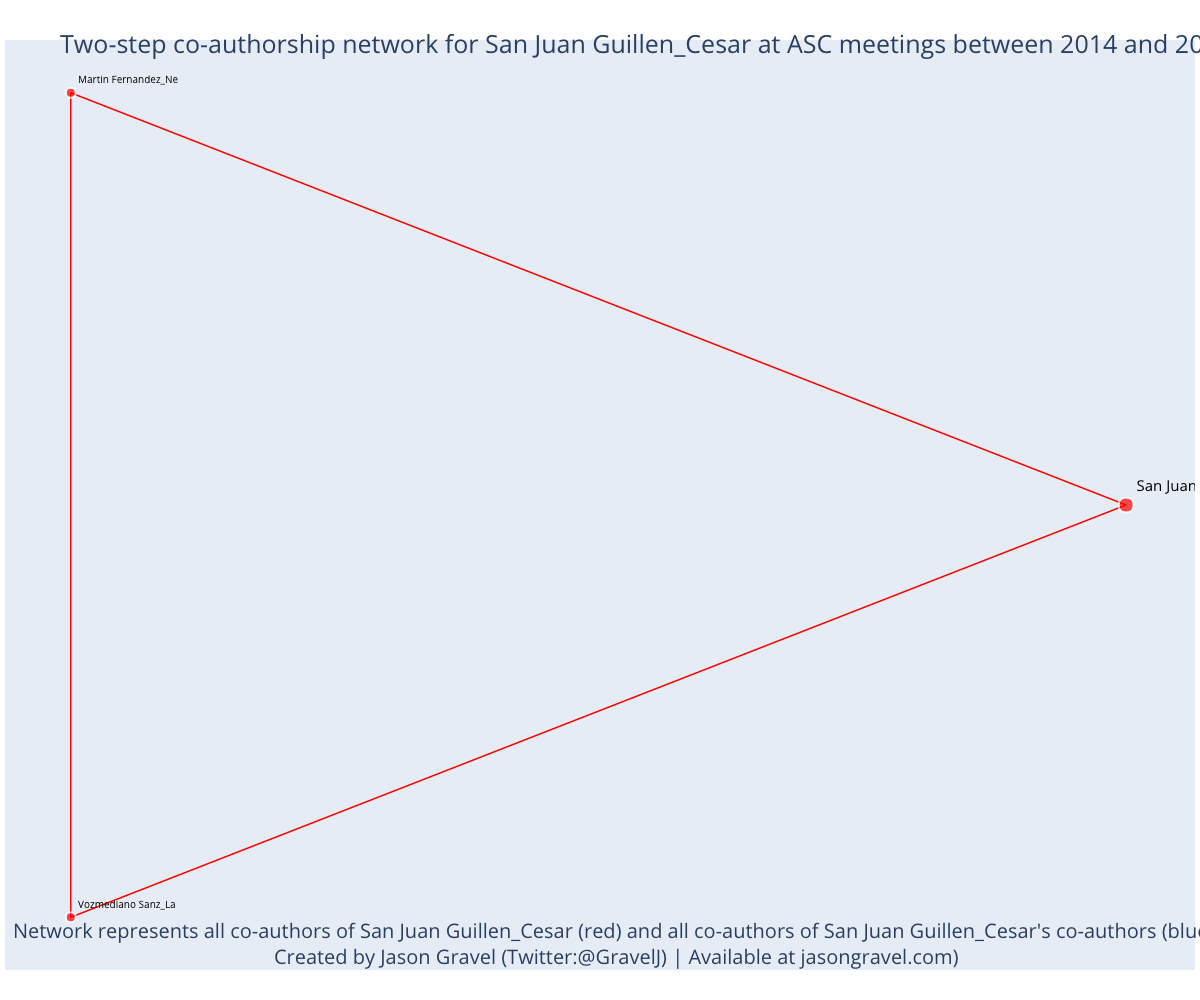 Two-step co-authorship network for San Juan Guillen_Cesar at ASC meetings between 2014 and 20
Martin Fernandez_Ne
San Juan
Vozmediano Sanz_La
Network represents all co-authors of San Juan Guillen_Cesar (red) and all co-authors of San Juan Guillen_Cesar's co-authors (blue
Created by Jason Gravel (Twitter:@GravelJ) | Available at jasongravel.com)